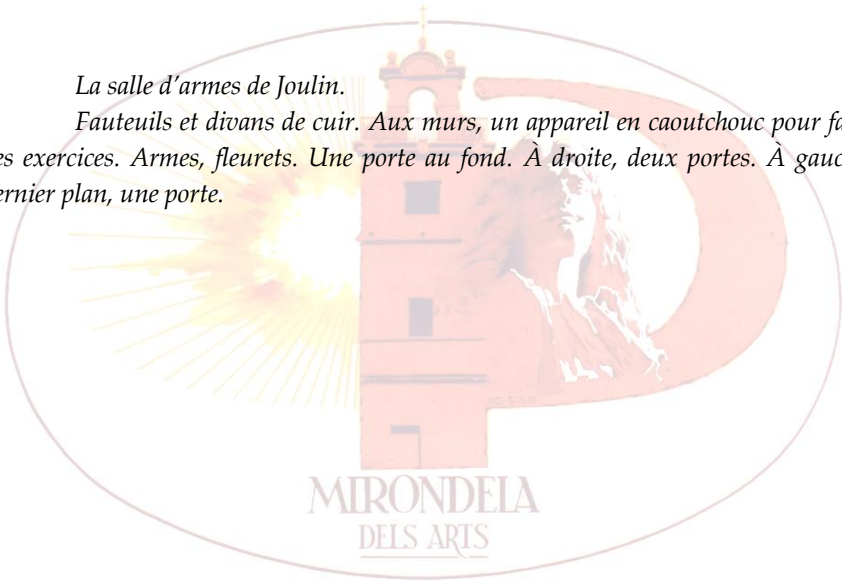 La salle d’armes de Joulin.
Fauteuils et divans de cuir. Aux murs, un appareil en caoutchouc pour fa
es exercices. Armes, fleurets. Une porte au fond. À droite, deux portes. À gauc
ernier plan, une porte.
MIRONDELA
DELS ARTS